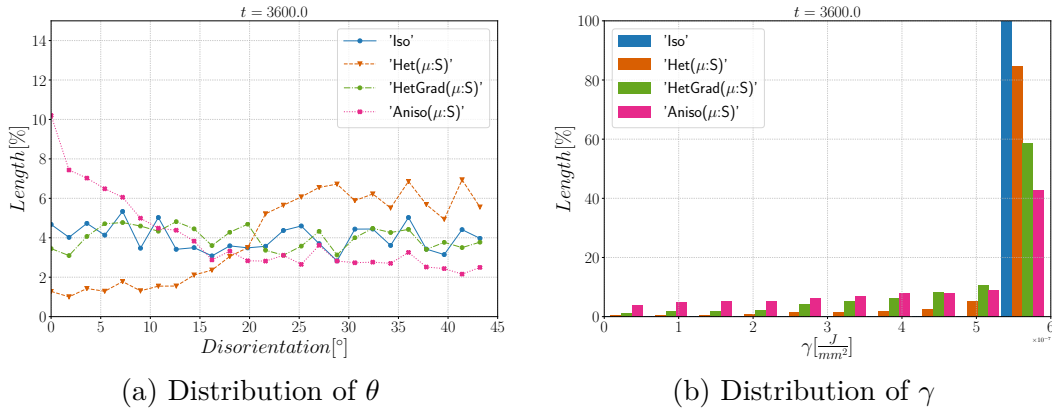 t = 3600.0
Length[%]
14
12
10
8
6
4
2
0
'Iso'
'Het(μ:S)'
'HetGrad(μ:S)'
'Aniso(μ:S)'
0 5 10 15 20 25 30 35 40 45
Disorientation[°]
(a) Distribution of θ
t = 3600.0
Length[%]
100
80
60
40
20
0
'Iso'
'Het(μ:S)'
'HetGrad(μ:S)'
'Aniso(μ:S)'
0 1 2 3 4 5 6
×10⁻⁷
γ[J/mm²]
(b) Distribution of γ